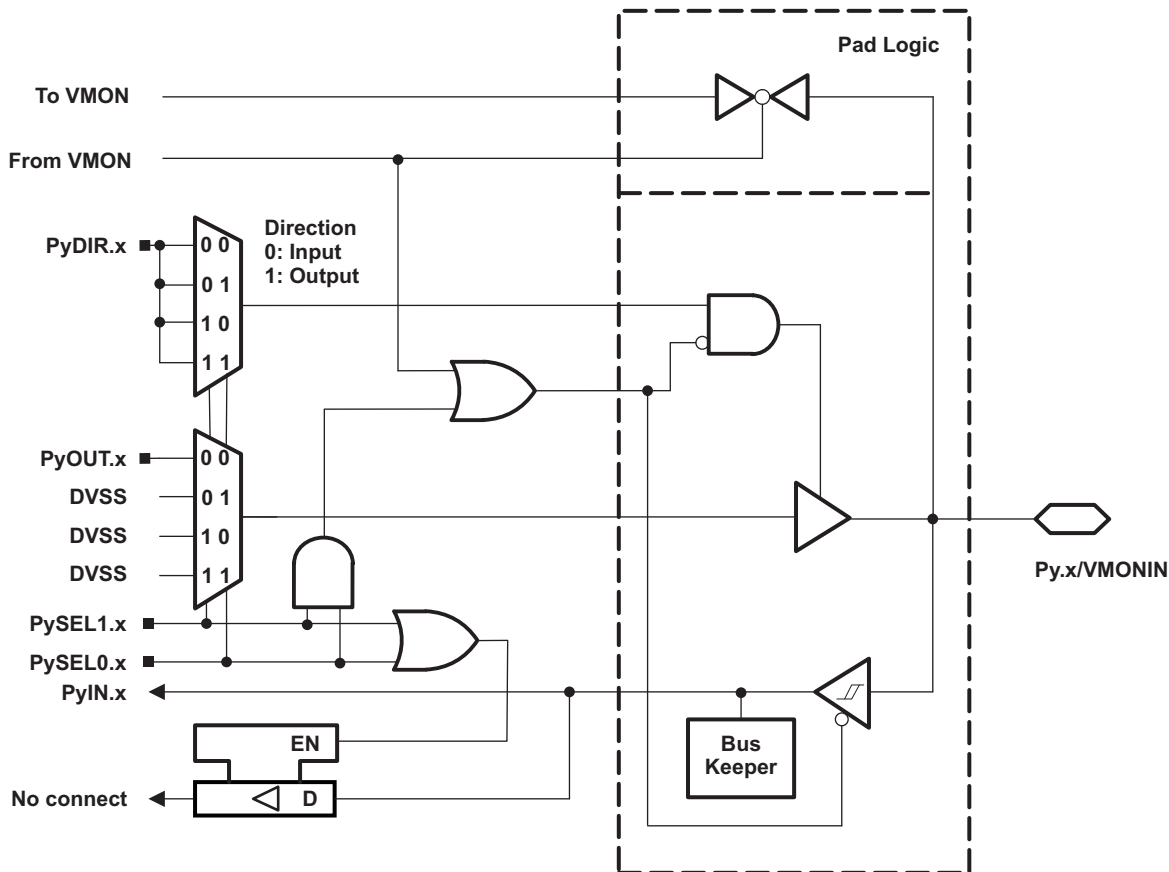 Pad Logic
To VMON
From VMON
PyDIR.x
0 0
0 1
1 0
1 1
Direction
0: Input
1: Output
PyOUT.x
DVSS
DVSS
DVSS
0 0
0 1
1 0
1 1
Py.x/VMONIN
PySEL1.x
PySEL0.x
PyIN.x
EN
D
No connect
Bus
Keeper